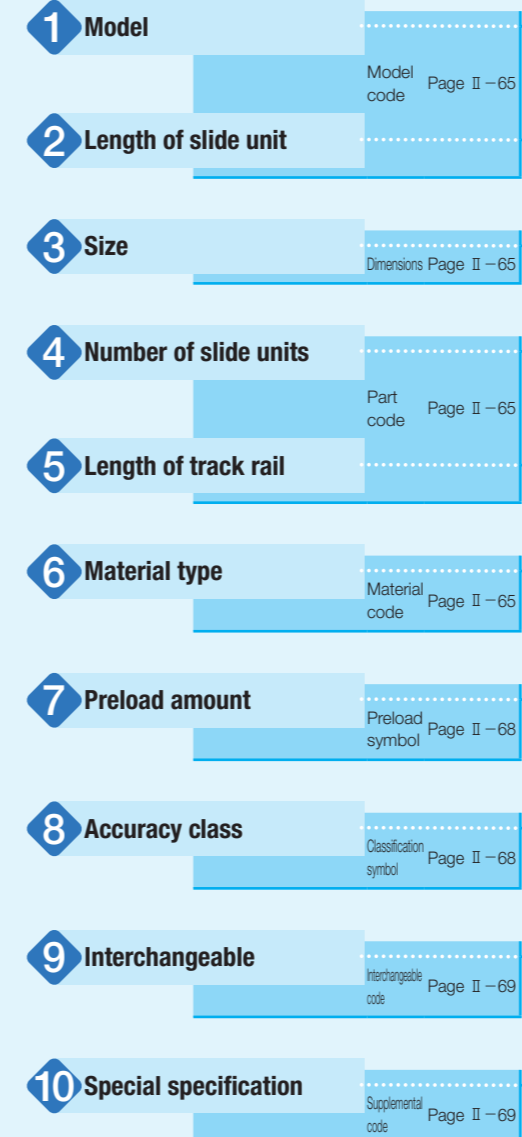 1 Model
Model
code
Page Ⅱ−65
2 Length of slide unit
3 Size
Dimensions Page Ⅱ−65
4 Number of slide units
Part
code
Page Ⅱ−65
5 Length of track rail
6 Material type
Material
code
Page Ⅱ−65
7 Preload amount
Preload
symbol
Page Ⅱ−68
8 Accuracy class
Classification
symbol
Page Ⅱ−68
9 Interchangeable
Interchangeable
code
Page Ⅱ−69
10 Special specification
Supplemental
code
Page Ⅱ−69